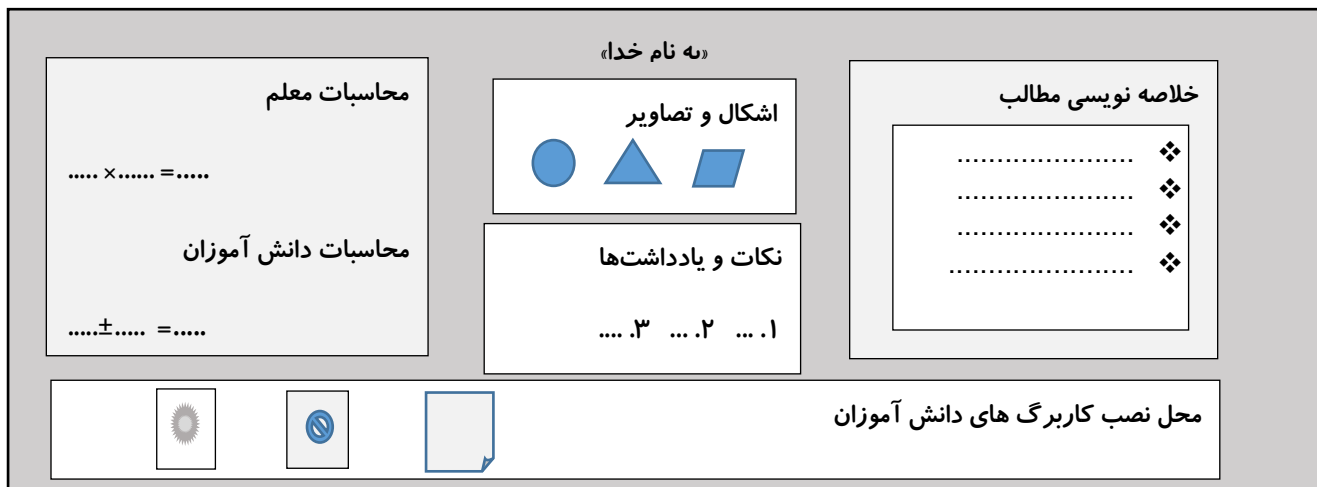 «به نام خدا»
خلاصه نویسی مطالب
❖ ......................
❖ ......................
❖ ......................
❖ .......................
اشکال و تصاویر
نکات و یادداشت‌ها
۱. ... ۲. ... ۳. ....
محاسبات معلم
..... × ...... = .....
محاسبات دانش آموزان
.....±..... =.....
محل نصب کاربرگ های دانش آموزان